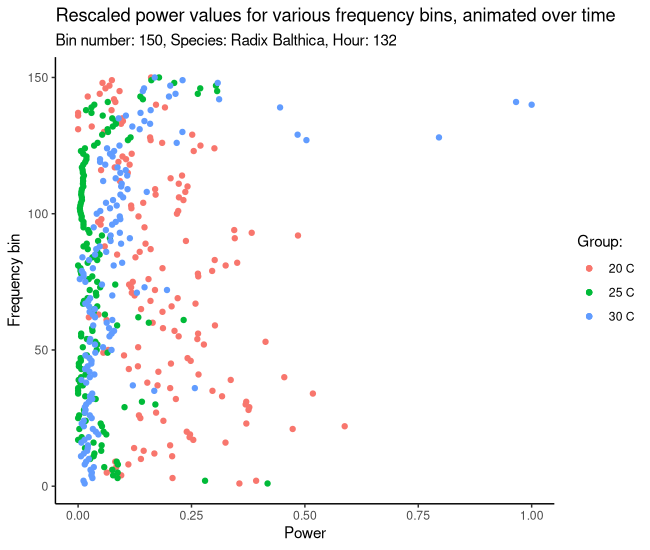 Rescaled power values for various frequency bins, animated over time
Bin number: 150, Species: Radix Balthica, Hour: 132
150
100
50
0
Frequency bin
0.00 0.25 0.50 0.75 1.00
Power
Group:
20 C
25 C
30 C